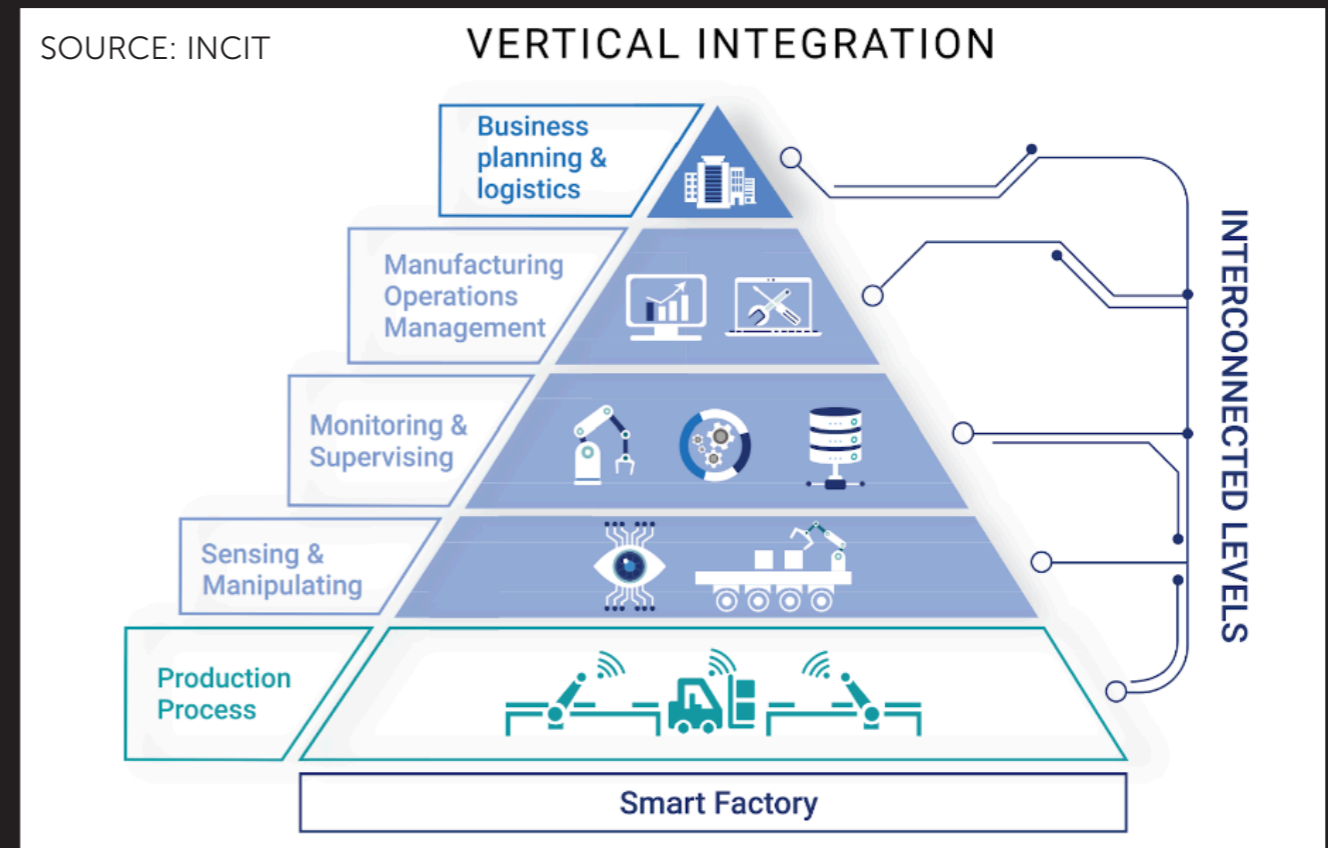 SOURCE: INCIT
VERTICAL INTEGRATION
Business
planning &
logistics
Manufacturing
Operations
Management
Monitoring &
Supervising
Sensing &
Manipulating
Production
Process
Smart Factory
INTERCONNECTED LEVELS